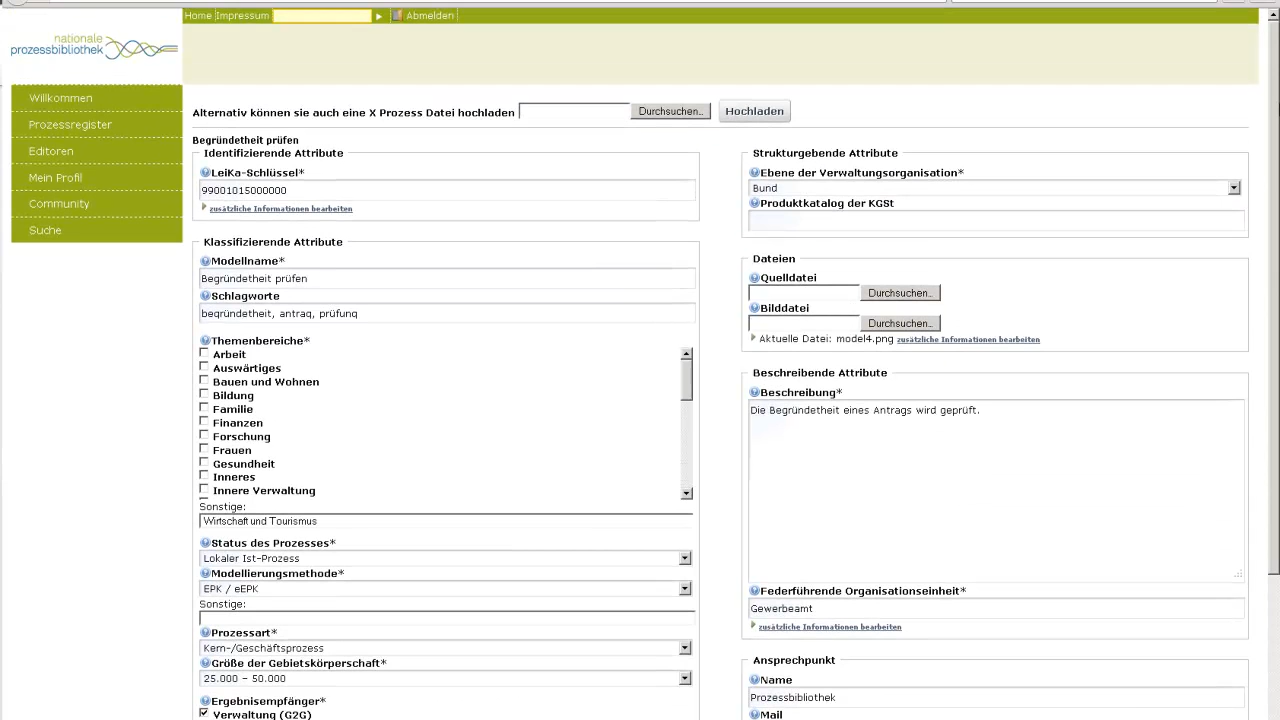 Home Impressum Abmelden
nationale
prozessbibliothek
Willkommen
Prozessregister
Editoren
Mein Profil
Community
Suche
Alternativ können sie auch eine X Prozess Datei hochladen Durchsuchen... Hochladen
Begründetheit prüfen
Identifizierende Attribute
LeiKa-Schlüssel*
99001015000000
zusätzliche Informationen bearbeiten
Klassifizierende Attribute
Modellname*
Begründetheit prüfen
Schlagworte
begründetheit, antrag, prüfung
Themenbereiche*
Arbeit
Auswärtiges
Bauen und Wohnen
Bildung
Familie
Finanzen
Forschung
Frauen
Gesundheit
Inneres
Innere Verwaltung
Sonstige:
Wirtschaft und Tourismus
Status des Prozesses*
Lokaler Ist-Prozess
Modellierungsmethode*
EPK / eEPK
Sonstige:
Prozessart*
Kern-/Geschäftsprozess
Größe der Gebietskörperschaft*
25.000 - 50.000
Ergebnisempfänger*
Verwaltung (G2G)
Strukturgebende Attribute
Ebene der Verwaltungsorganisation*
Bund
Produktkatalog der KGSt
Dateien
Quelldatei
Durchsuchen...
Bilddatei
Durchsuchen...
Aktuelle Datei: model4.png zusätzliche Informationen bearbeiten
Beschreibende Attribute
Beschreibung*
Die Begründetheit eines Antrags wird geprüft.
Federführende Organisationseinheit*
Gewerbeamt
zusätzliche Informationen bearbeiten
Ansprechpunkt
Name
Prozessbibliothek
Mail